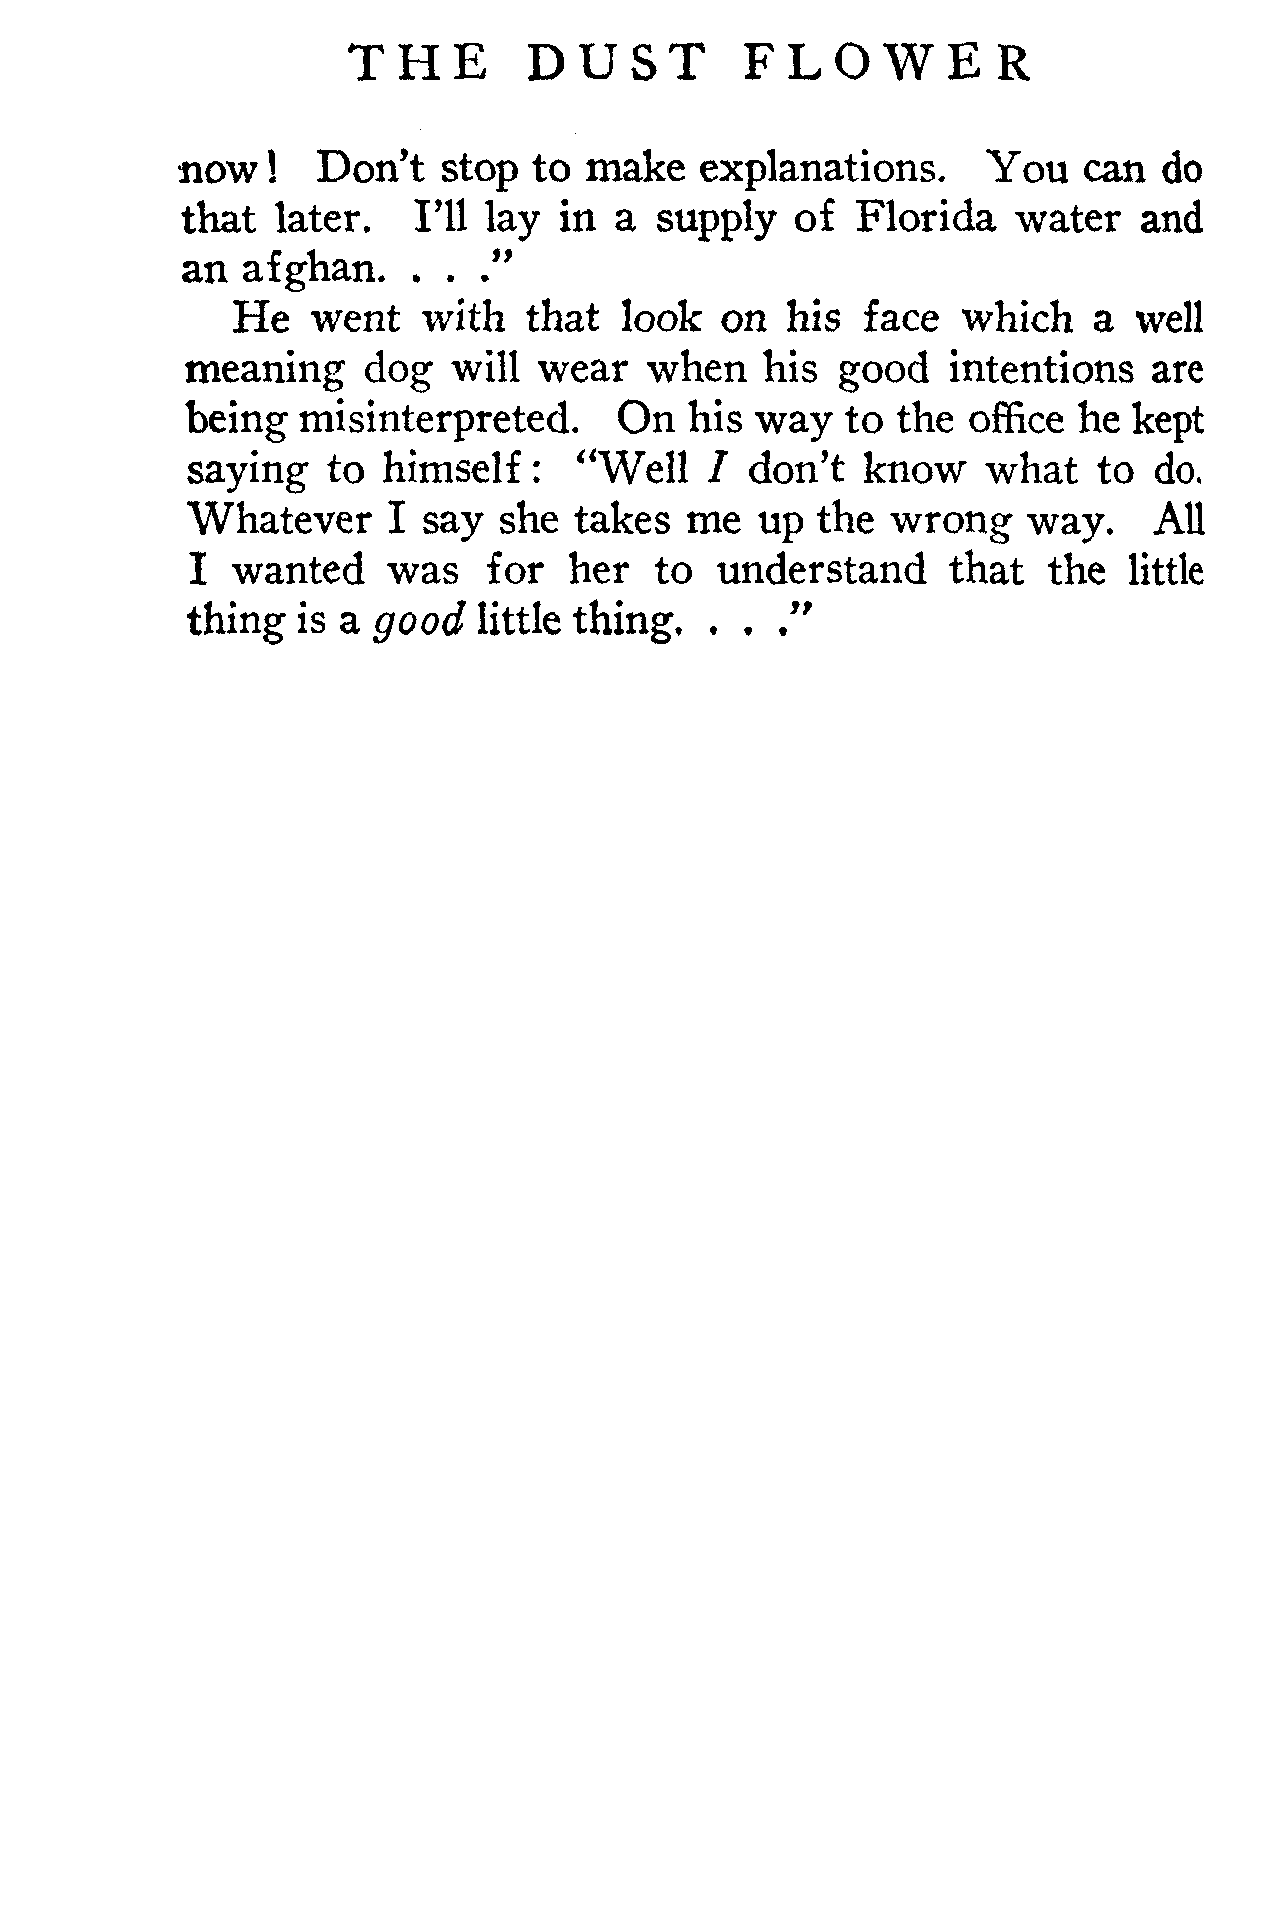 THE DUST FLOWER
now! Don't stop to make explanations. You can do
that later. I'll lay in a supply of Florida water and
an afghan. . . ."
He went with that look on his face which a well
meaning dog will wear when his good intentions are
being misinterpreted. On his way to the office he kept
saying to himself: "Well I don't know what to do.
Whatever I say she takes me up the wrong way. All
I wanted was for her to understand that the little
thing is a good little thing. . . ."